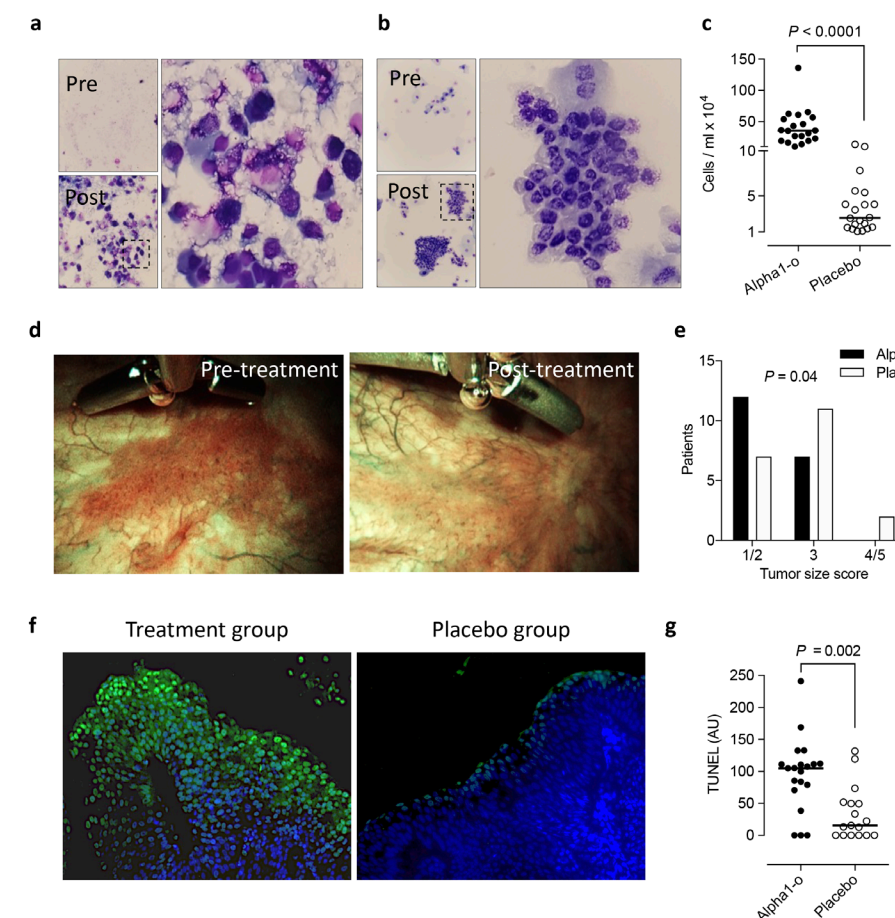 a
Pre
Post
b
Pre
Post
c
P < 0.0001
Cells / ml x 10⁴
150
100
50
10
5
1
Alpha1-o
Placebo
d
Pre-treatment
Post-treatment
e
Alp
Pla
P = 0.04
Patients
15
10
5
0
1/2
3
4/5
Tumor size score
f
Treatment group
Placebo group
g
P = 0.002
TUNEL (AU)
250
200
150
100
50
0
Alpha1-o
Placebo